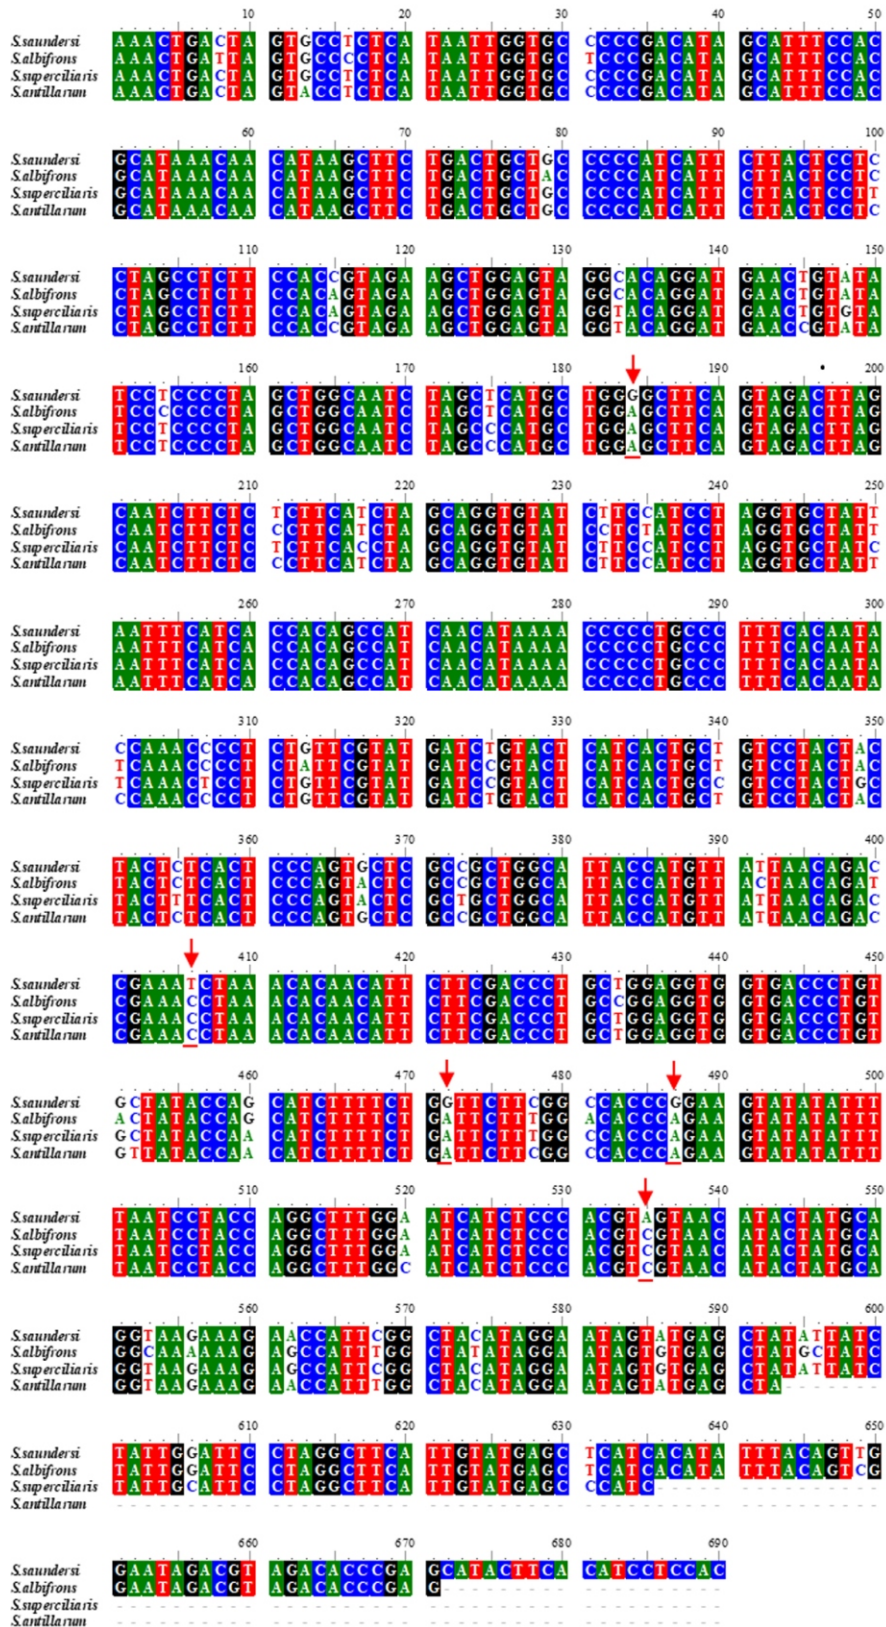 10 20 30 40 50
S.saundersi AAACTGACTA GTGCCTCTCA TAATTGGTGC CCCCGACATA GCATTTCCAC
S.albifrons AAACTGATTA GTGCCCCTCA TAATTGGTGC TCCCGACATA GCATTTCCAC
S.superciliaris AAACTGACTA GTGCCTCTCA TAATTGGTGC CCCCGACATA GCATTTCCAC
S.antillarum AAACTGACTA GTACCTCTCA TAATTGGTGC CCCCGACATA GCATTTCCAC
60 70 80 90 100
S.saundersi GCATAAACAA CATAAGCTTC TGACTGCTGC CCCCATCATT CTTACTCCTC
S.albifrons GCATAAACAA CATAAGCTTC TGACTGCTAC CCCCATCATT CTTACTCCTC
S.superciliaris GCATAAACAA CATAAGCTTC TGACTGCTGC CCCCATCATT CTTACTCCTT
S.antillarum GCATAAACAA CATAAGCTTC TGACTGCTGC CCCCATCATT CTTACTCCTC
110 120 130 140 150
S.saundersi CTAGCCTCTT CCACCGTAGA AGCTGGAGTA GGCACAGGAT GAACTGTATA
S.albifrons CTAGCCTCTT CCACAGTAGA AGCTGGAGTA GGCACAGGAT GAACTGTATA
S.superciliaris CTAGCCTCTT CCACAGTAGA AGCTGGAGTA GGTACAGGAT GAACTGTGTA
S.antillarum CTAGCCTCTT CCACCGTAGA AGCTGGAGTA GGTACAGGAT GAACCGTATA
160 170 180 190 200
S.saundersi TCCTCCCCTA GCTGGCAATC TAGCTCATGC TGGGGCTTCA GTAGACTTAG
S.albifrons TCCCCCCCTA GCTGGCAATC TAGCTCATGC TGGAGCTTCA GTAGACTTAG
S.superciliaris TCCTCCCCTA GCTGGCAATC TAGCCCATGC TGGAGCTTCA GTAGACTTAG
S.antillarum TCCTCCCCTA GCTGGCAATC TAGCCCATGC TGGAGCTTCA GTAGACTTAG
210 220 230 240 250
S.saundersi CAATCTTCTC TCTTCATCTA GCAGGTGTAT CTTCCATCCT AGGTGCTATT
S.albifrons CAATCTTCTC CCTTCATCTA GCAGGTGTAT CCTCTATCCT AGGTGCTATT
S.superciliaris CAATCTTCTC TCTTCACCTA GCAGGTGTAT CTTCCATCCT AGGTGCTATC
S.antillarum CAATCTTCTC CCTTCATCTA GCAGGTGTAT CTTCCATCCT AGGTGCTATT
260 270 280 290 300
S.saundersi AATTTCATCA CCACAGCCAT CAACATAAAA CCCCCTGCCC TTTCACAATA
S.albifrons AATTTCATCA CCACAGCCAT CAACATAAAA CCCCCTGCCC TTTCACAATA
S.superciliaris AATTTCATCA CCACAGCCAT CAACATAAAA CCCCCTGCCC TTTCACAATA
S.antillarum AATTTCATCA CCACAGCCAT CAACATAAAA CCCCCTGCCC TTTCACAATA
310 320 330 340 350
S.saundersi CCAAACCCCT CTGTTCGTAT GATCTGTACT CATCACTGCT GTCCTACTAC
S.albifrons TCAAACCCCT CTATTCGTAT GATCCGTACT CATCACTGCT GTCCTACTAC
S.superciliaris TCAAACTCCT CTGTTCGTAT GATCCGTACT CATCACTGCC GTCCTACTGC
S.antillarum CCAAACCCCT CTGTTCGTAT GATCTGTACT CATCACTGCT GTCCTACTAC
360 370 380 390 400
S.saundersi TACTCTCACT CCCAGTGCTC GCCGCTGGCA TTACCATGTT ATTAACAGAC
S.albifrons TACTCTCACT CCCAGTACTC GCCGCTGGCA TTACCATGTT ACTAACAGAT
S.superciliaris TACTTTCACT CCCAGTACTC GCTGCTGGCA TTACCATGTT ATTAACAGAC
S.antillarum TACTCTCACT CCCAGTGCTC GCCGCTGGCA TTACCATGTT ATTAACAGAC
410 420 430 440 450
S.saundersi CGAAATCTAA ACACAACATT CTTCGACCCT GCTGGAGGTG GTGACCCTGT
S.albifrons CGAAACCTAA ACACAACATT CTTCGACCCT GCCGGAGGTG GTGACCCTGT
S.superciliaris CGAAACCTAA ACACAACATT CTTCGACCCT GCTGGAGGTG GTGACCCTGT
S.antillarum CGAAACCTAA ACACAACATT CTTCGACCCT GCTGGAGGTG GTGACCCTGT
460 470 480 490 500
S.saundersi GCTATACCAG CATCTTTTCT GGTTCTTCGG CCACCCGGAA GTATATATTT
S.albifrons ACTATACCAG CATCTTTTCT GATTCTTTGG ACACCCAGAA GTATATATTT
S.superciliaris GCTATACCAA CATCTTTTCT GATTCTTTGG CCACCCAGAA GTATATATTT
S.antillarum GTTATACCAA CATCTTTTCT GATTCTTCGG CCACCCAGAA GTATATATTT
510 520 530 540 550
S.saundersi TAATCCTACC AGGCTTTGGA ATCATCTCCC ACGTAGTAAC ATACTATGCA
S.albifrons TAATCCTACC AGGCTTTGGA ATCATCTCCC ACGTCGTAAC ATACTATGCA
S.superciliaris TAATCCTACC AGGCTTTGGA ATCATCTCCC ACGTCGTAAC ATACTATGCA
S.antillarum TAATCCTACC AGGCTTTGGC ATCATCTCCC ACGTCGTAAC ATACTATGCA
560 570 580 590 600
S.saundersi GGTAAGAAAG AACCATTCGG CTACATAGGA ATAGTATGAG CTATATTATC
S.albifrons GGCAAAAAAG AGCCATTTGG CTATATAGGA ATAGTGTGAG CTATGCTATC
S.superciliaris GGTAAGAAAG AGCCATTCGG CTACATAGGA ATAGTGTGAG CTATATTATC
S.antillarum GGTAAGAAAG AACCATTTGG CTACATAGGA ATAGTATGAG CTA-------
610 620 630 640 650
S.saundersi TATTGGATTC CTAGGCTTCA TTGTATGAGC TCATCACATA TTTACAGTTG
S.albifrons TATTGGATTC CTAGGCTTCA TTGTATGAGC TCATCACATA TTTACAGTCG
S.superciliaris TATTGCATTC CTAGGCTTCA TTGTATGAGC CCATC----- ----------
S.antillarum ---------- ---------- ---------- ---------- ----------
660 670 680 690
S.saundersi GAATAGACGT AGACACCCGA GCATACTTCA CATCCTCCAC
S.albifrons GAATAGACGT AGACACCCGA G--------- ----------
S.superciliaris ---------- ---------- ---------- ----------
S.antillarum ---------- ---------- ---------- ----------